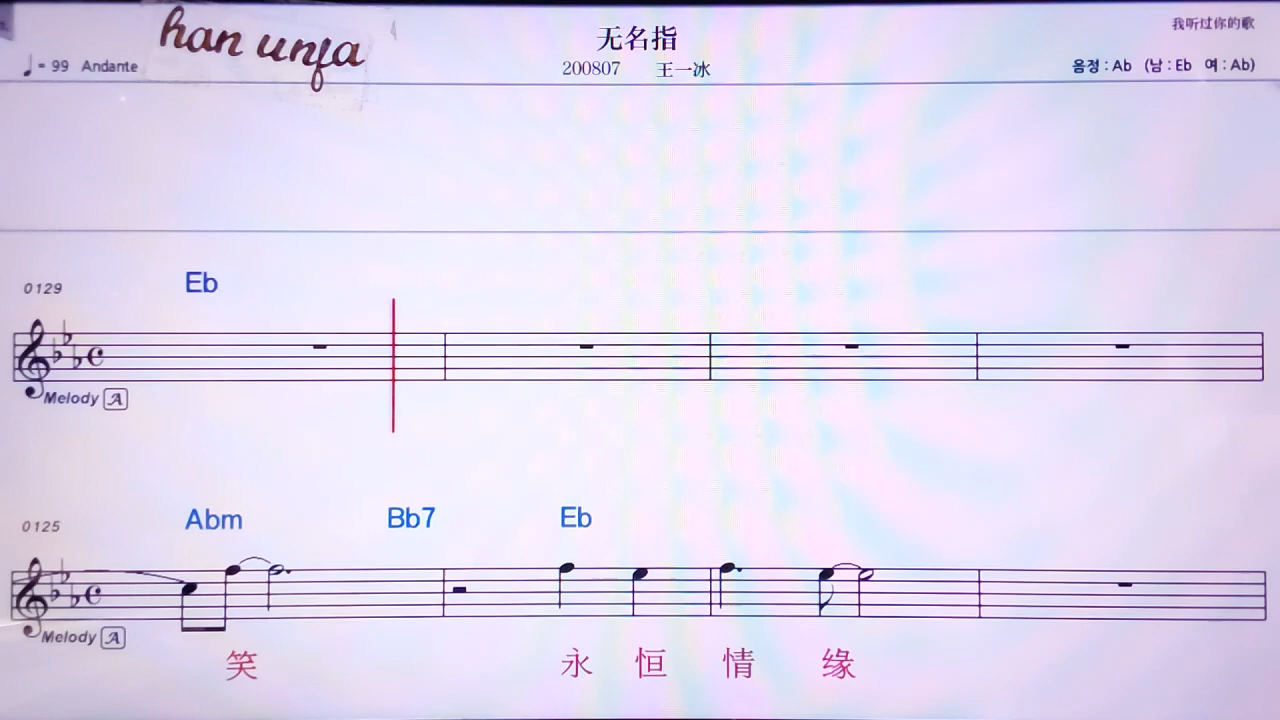 han unfa
无名指
我听过你的歌
♩= 99 Andante
200807 王一冰
음정 : Ab (남 : Eb 여 : Ab)
0129
Eb
Melody A
0125
Abm Bb7 Eb
Melody A
笑 永 恒 情 缘